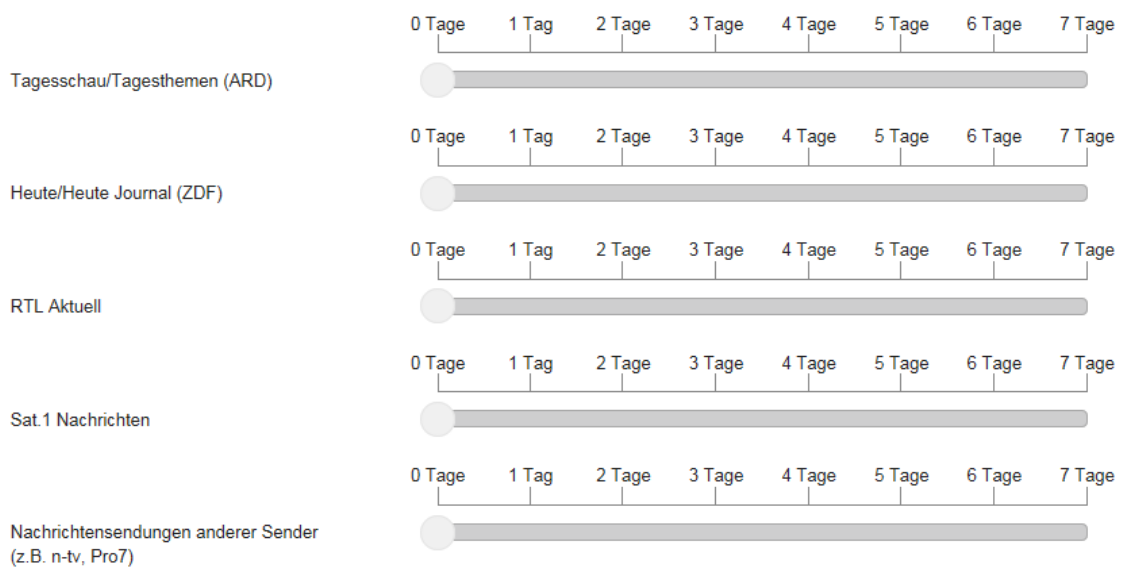 0 Tage 1 Tag 2 Tage 3 Tage 4 Tage 5 Tage 6 Tage 7 Tage
Tagesschau/Tagesthemen (ARD)
0 Tage 1 Tag 2 Tage 3 Tage 4 Tage 5 Tage 6 Tage 7 Tage
Heute/Heute Journal (ZDF)
0 Tage 1 Tag 2 Tage 3 Tage 4 Tage 5 Tage 6 Tage 7 Tage
RTL Aktuell
0 Tage 1 Tag 2 Tage 3 Tage 4 Tage 5 Tage 6 Tage 7 Tage
Sat.1 Nachrichten
0 Tage 1 Tag 2 Tage 3 Tage 4 Tage 5 Tage 6 Tage 7 Tage
Nachrichtensendungen anderer Sender
(z.B. n-tv, Pro7)